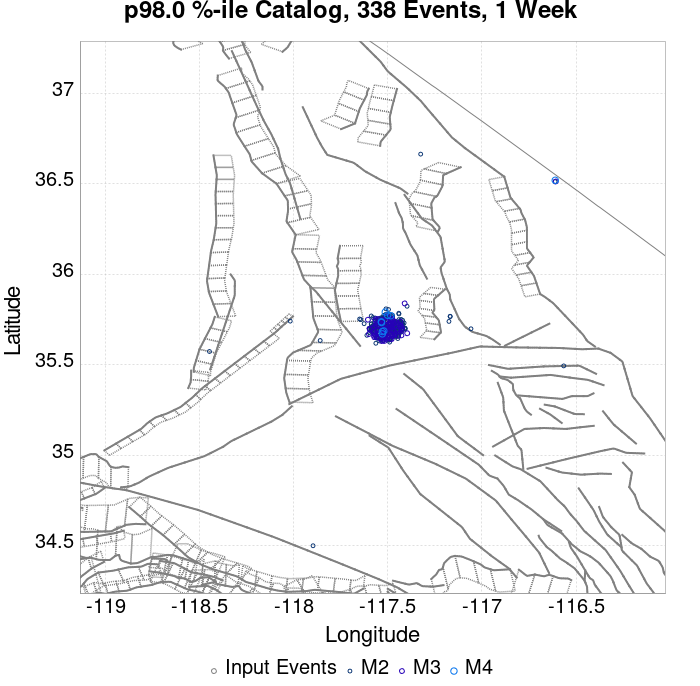 p98.0 %-ile Catalog, 338 Events, 1 Week
37
36.5
36
35.5
35
34.5
Latitude
-119 -118.5 -118 -117.5 -117 -116.5
Longitude
Input Events M2 M3 M4